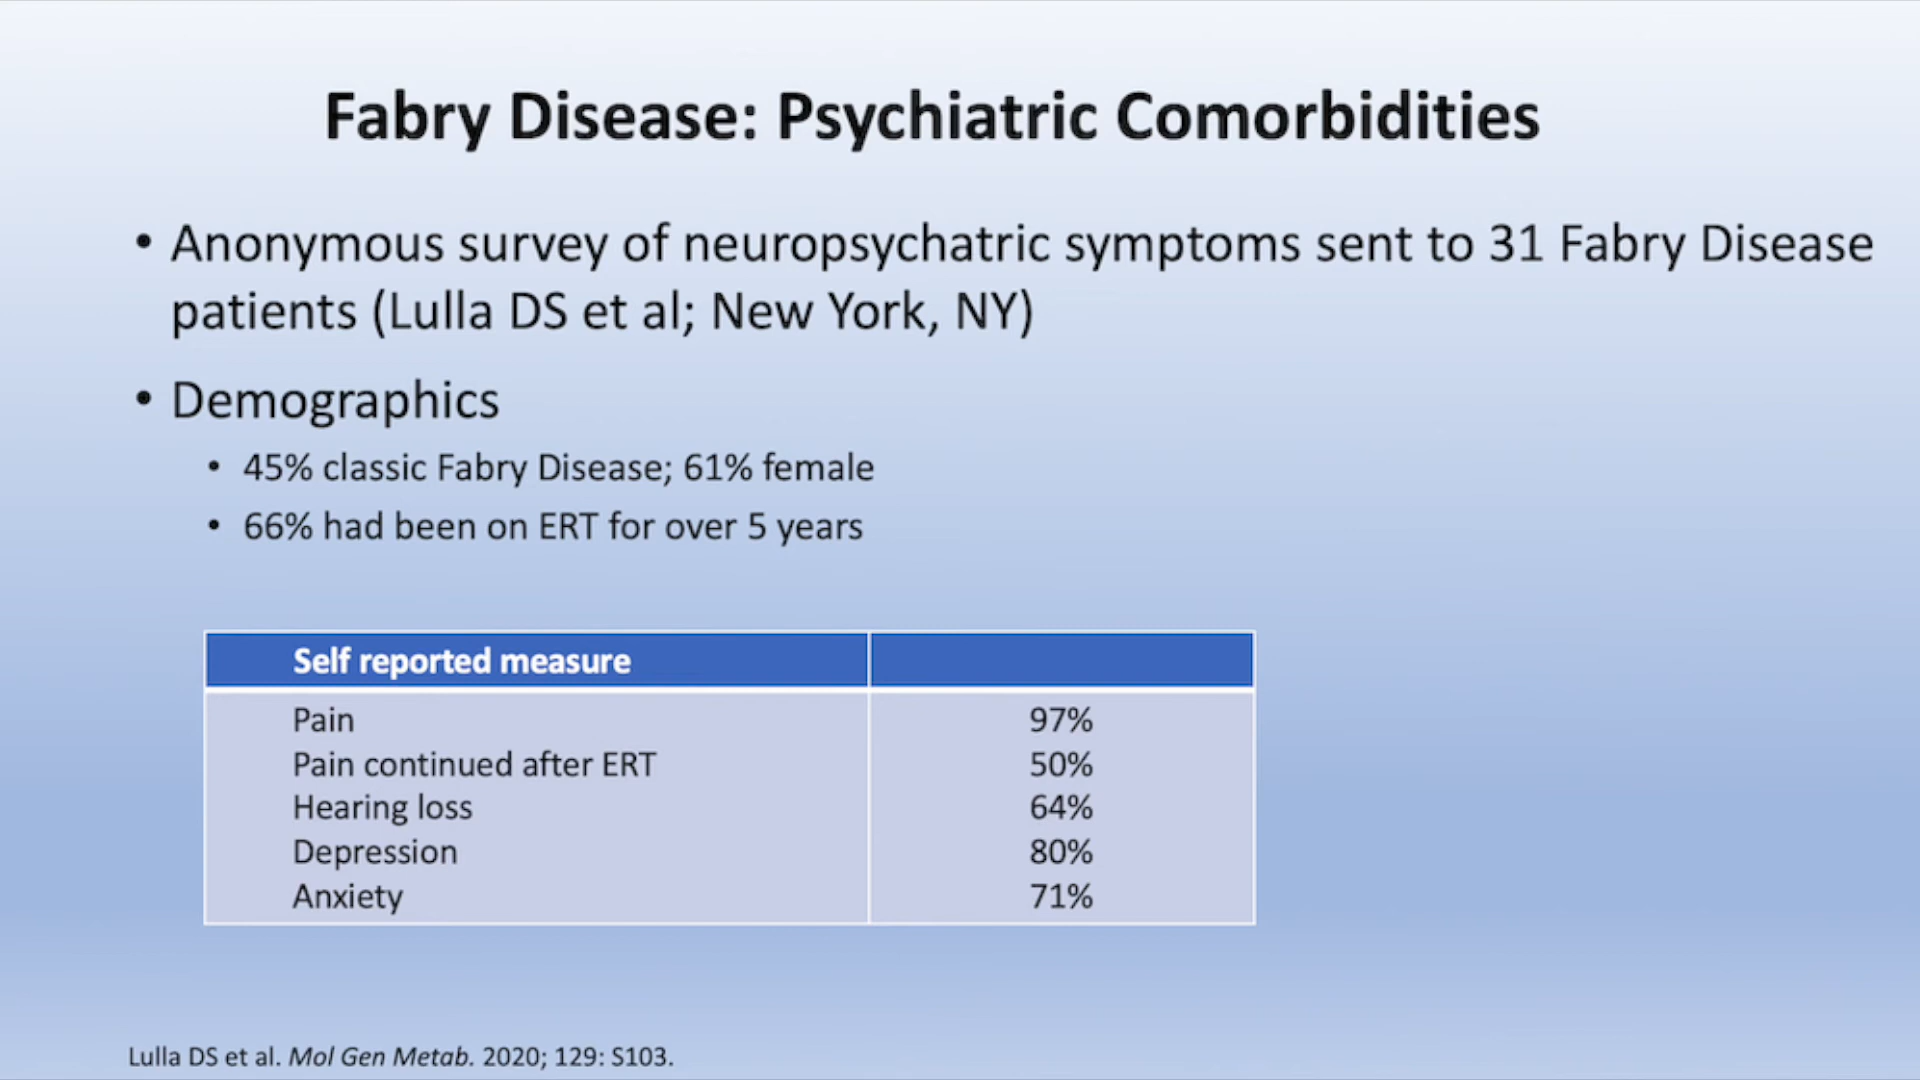 Fabry Disease: Psychiatric Comorbidities
• Anonymous survey of neuropsychatric symptoms sent to 31 Fabry Disease
patients (Lulla DS et al; New York, NY)
• Demographics
• 45% classic Fabry Disease; 61% female
• 66% had been on ERT for over 5 years
Self reported measure
Pain 97%
Pain continued after ERT 50%
Hearing loss 64%
Depression 80%
Anxiety 71%
Lulla DS et al. Mol Gen Metab. 2020; 129: S103.